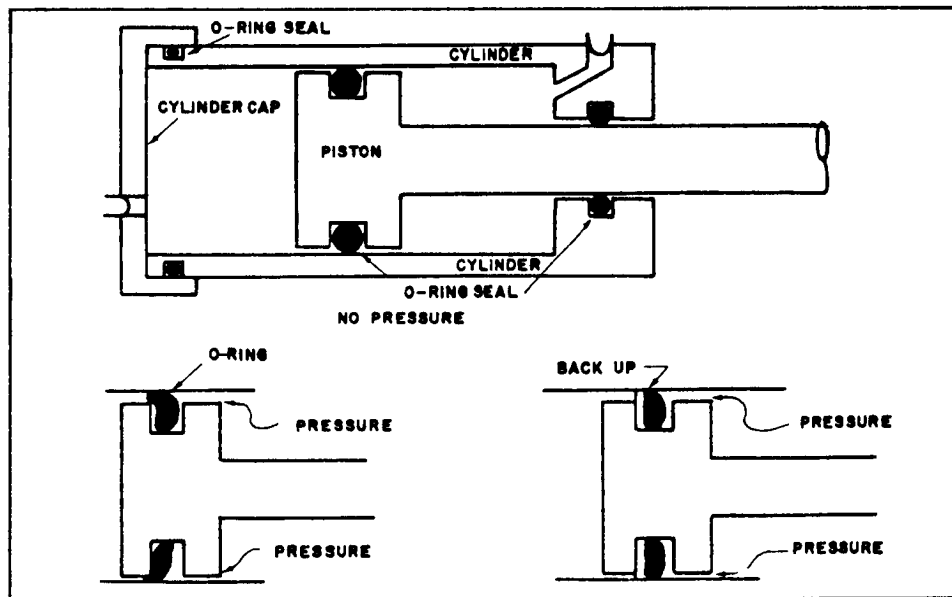 O-RING SEAL
CYLINDER
CYLINDER CAP
PISTON
CYLINDER
O-RING SEAL
NO PRESSURE
O-RING
PRESSURE
PRESSURE
BACK UP
PRESSURE
PRESSURE